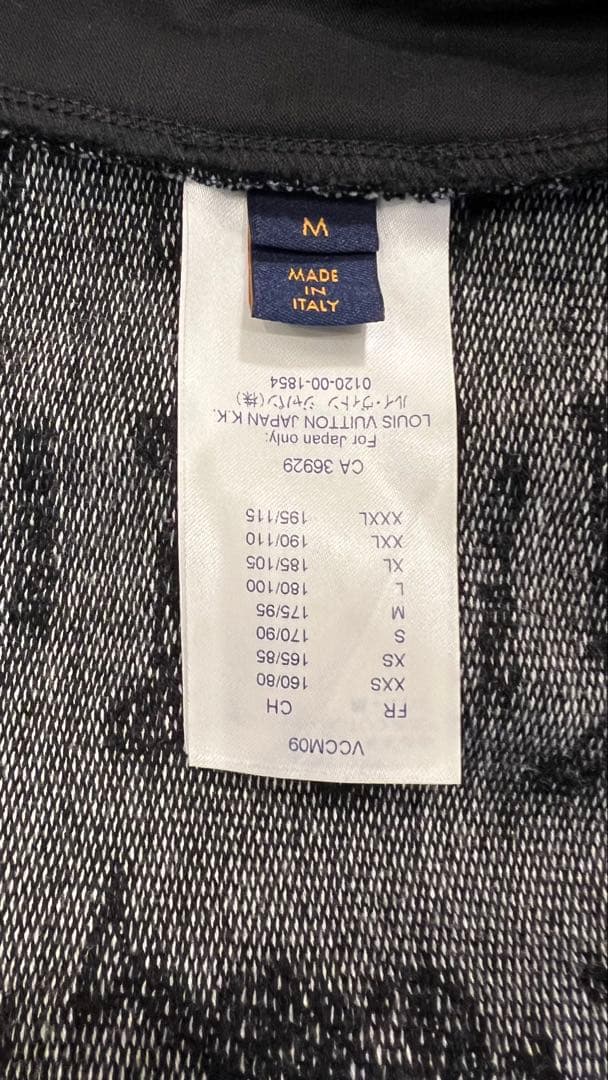 M
MADE
IN
ITALY
VCCM09
FR CH
XXS 160/80
XS 165/85
S 170/90
M 175/95
L 180/100
XL 185/105
XXL 190/110
XXXL 195/115
CA 36929
For Japan only:
LOUIS VUITTON JAPAN K.K.
ルイ・ヴィトン ジャパン(株)
0120-00-1854